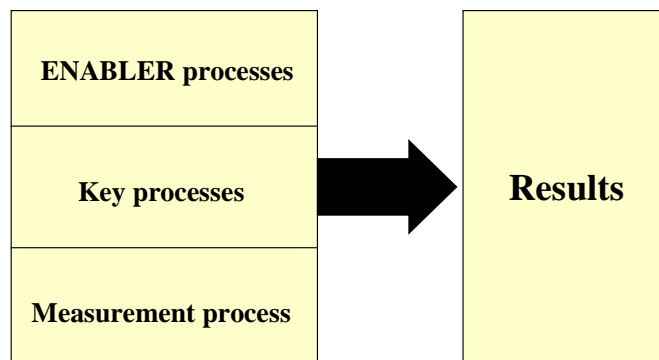 ENABLER processes
Key processes
Measurement process
Results